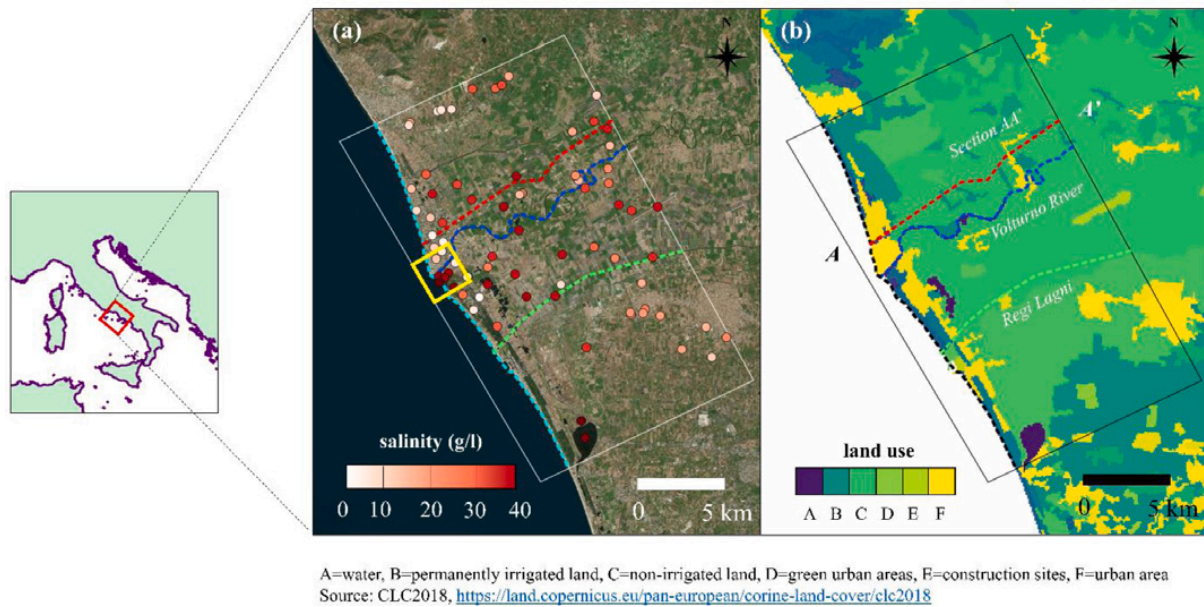 (a)
N
salinity (g/l)
0 10 20 30 40
0 5 km
(b)
N
A'
Section AA'
Volturno River
A
Regi Lagni
land use
A B C D E F
0 5 km
A=water, B=permanently irrigated land, C=non-irrigated land, D=green urban areas, E=construction sites, F=urban area
Source: CLC2018, https://land.copernicus.eu/pan-european/corine-land-cover/clc2018